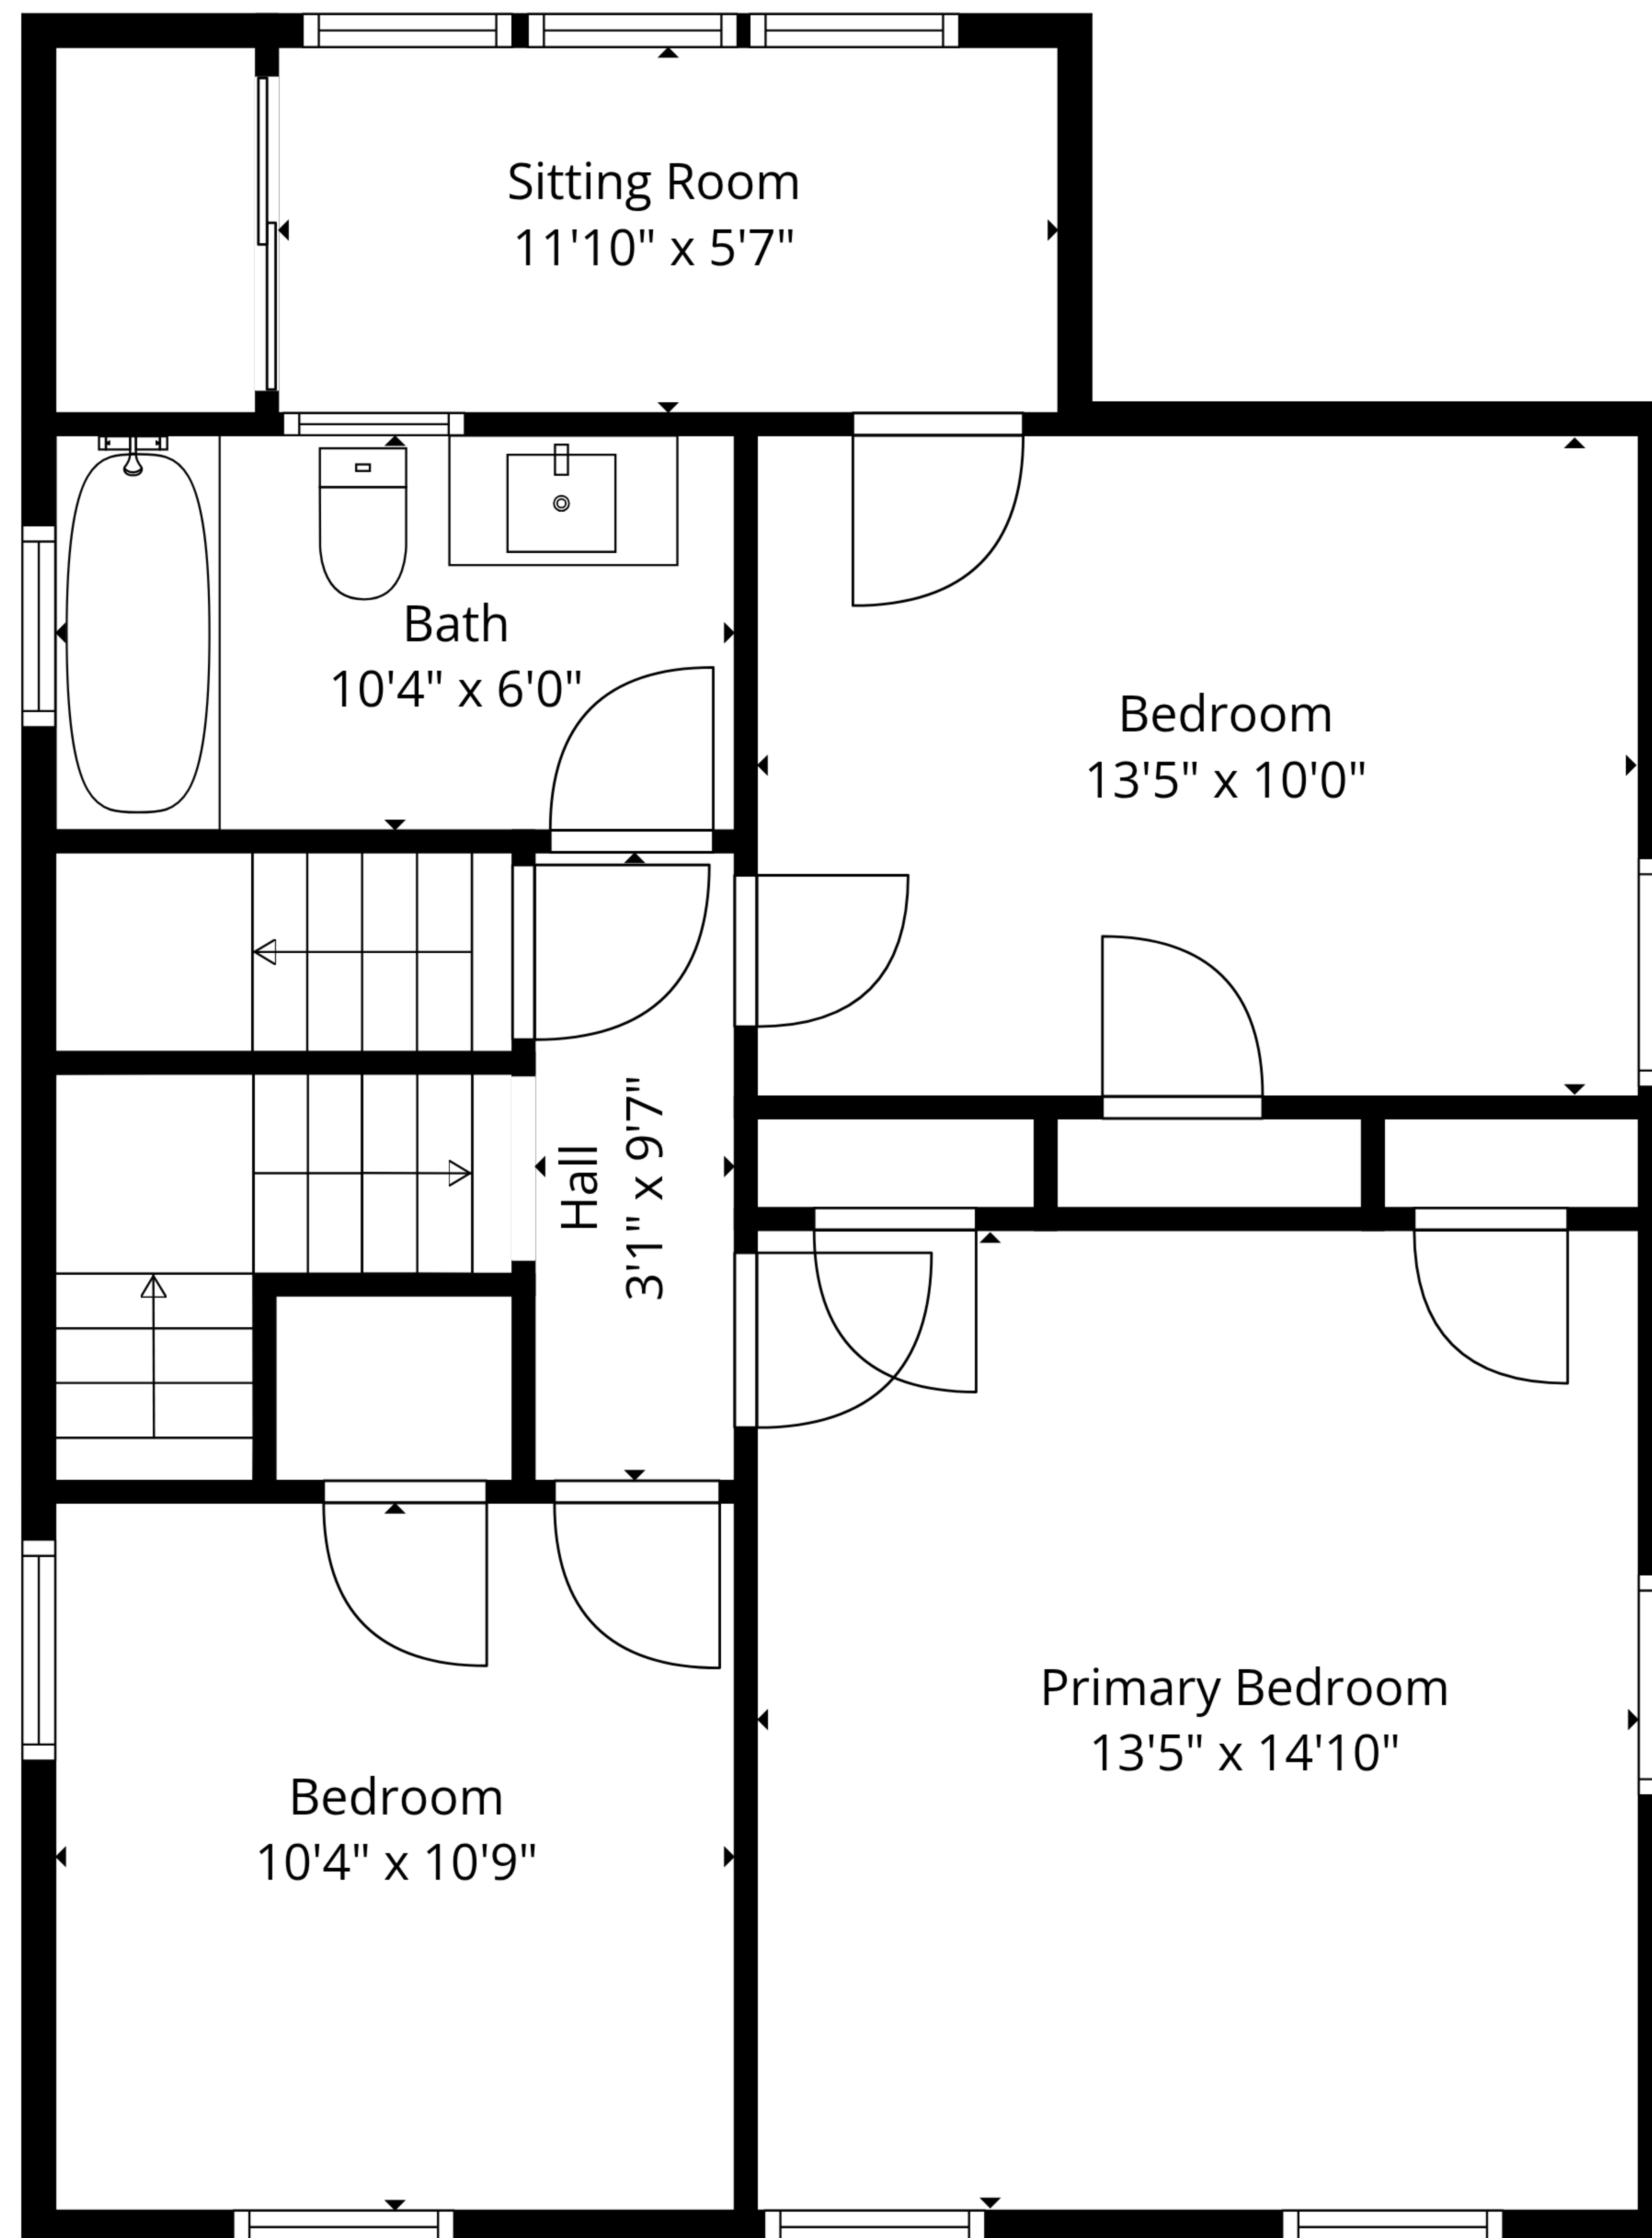 Sitting Room
11'10" x 5'7"
Bath
10'4" x 6'0"
Bedroom
13'5" x 10'0"
Hall
3'1" x 9'7"
Primary Bedroom
13'5" x 14'10"
Bedroom
10'4" x 10'9"